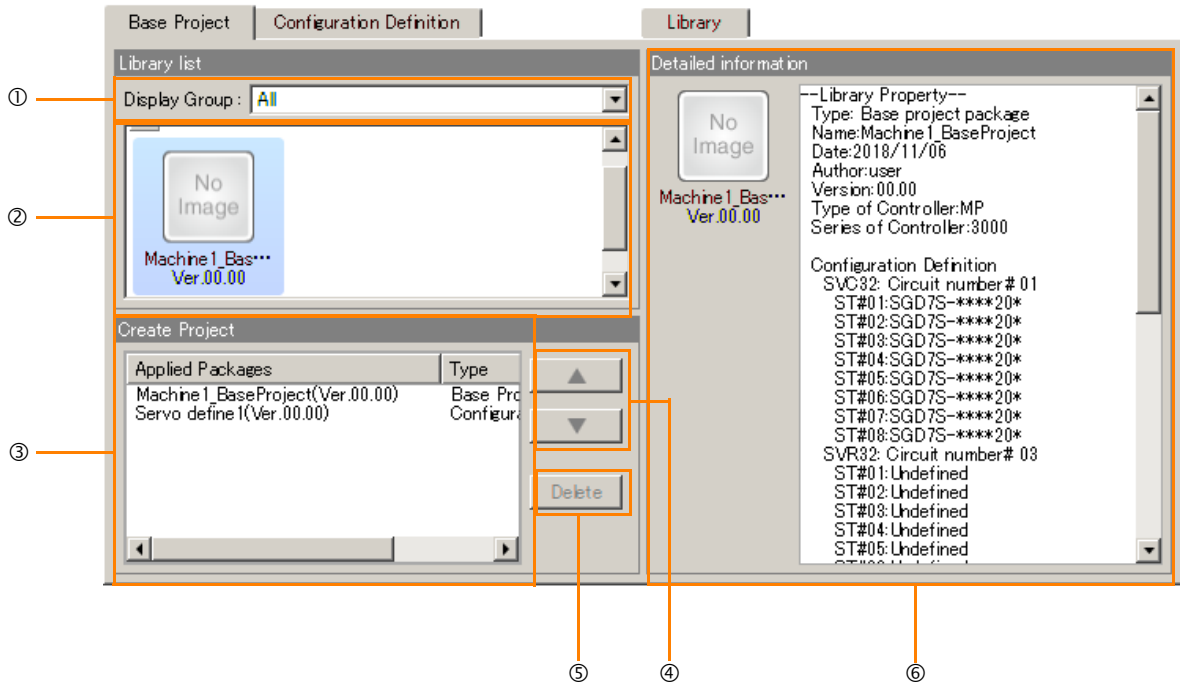 Base Project
Configuration Definition
Library
Library list
① Display Group : All
②
No
Image
Machine1_Bas…
Ver.00.00
Create Project
③
Applied Packages Type
Machine1_BaseProject(Ver.00.00) Base Pro
Servo define1(Ver.00.00) Configura
Delete
⑤
④
Detailed information
No
Image
Machine1_Bas…
Ver.00.00
--Library Property--
Type: Base project package
Name:Machine1_BaseProject
Date:2018/11/06
Author:user
Version:00.00
Type of Controller:MP
Series of Controller:3000
Configuration Definition
SVC32: Circuit number# 01
ST#01:SGD7S-****20*
ST#02:SGD7S-****20*
ST#03:SGD7S-****20*
ST#04:SGD7S-****20*
ST#05:SGD7S-****20*
ST#06:SGD7S-****20*
ST#07:SGD7S-****20*
ST#08:SGD7S-****20*
SVR32: Circuit number# 03
ST#01:Undefined
ST#02:Undefined
ST#03:Undefined
ST#04:Undefined
ST#05:Undefined
⑥